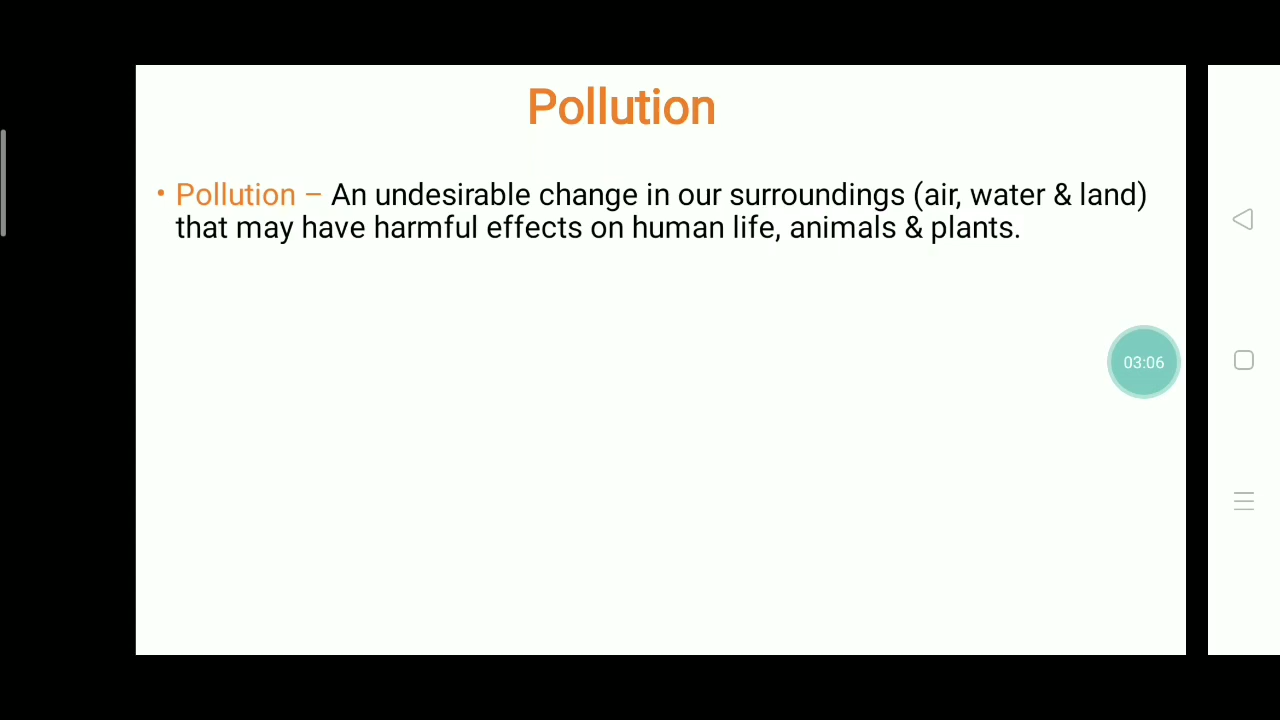 Pollution
• Pollution – An undesirable change in our surroundings (air, water & land)
that may have harmful effects on human life, animals & plants.
03:06